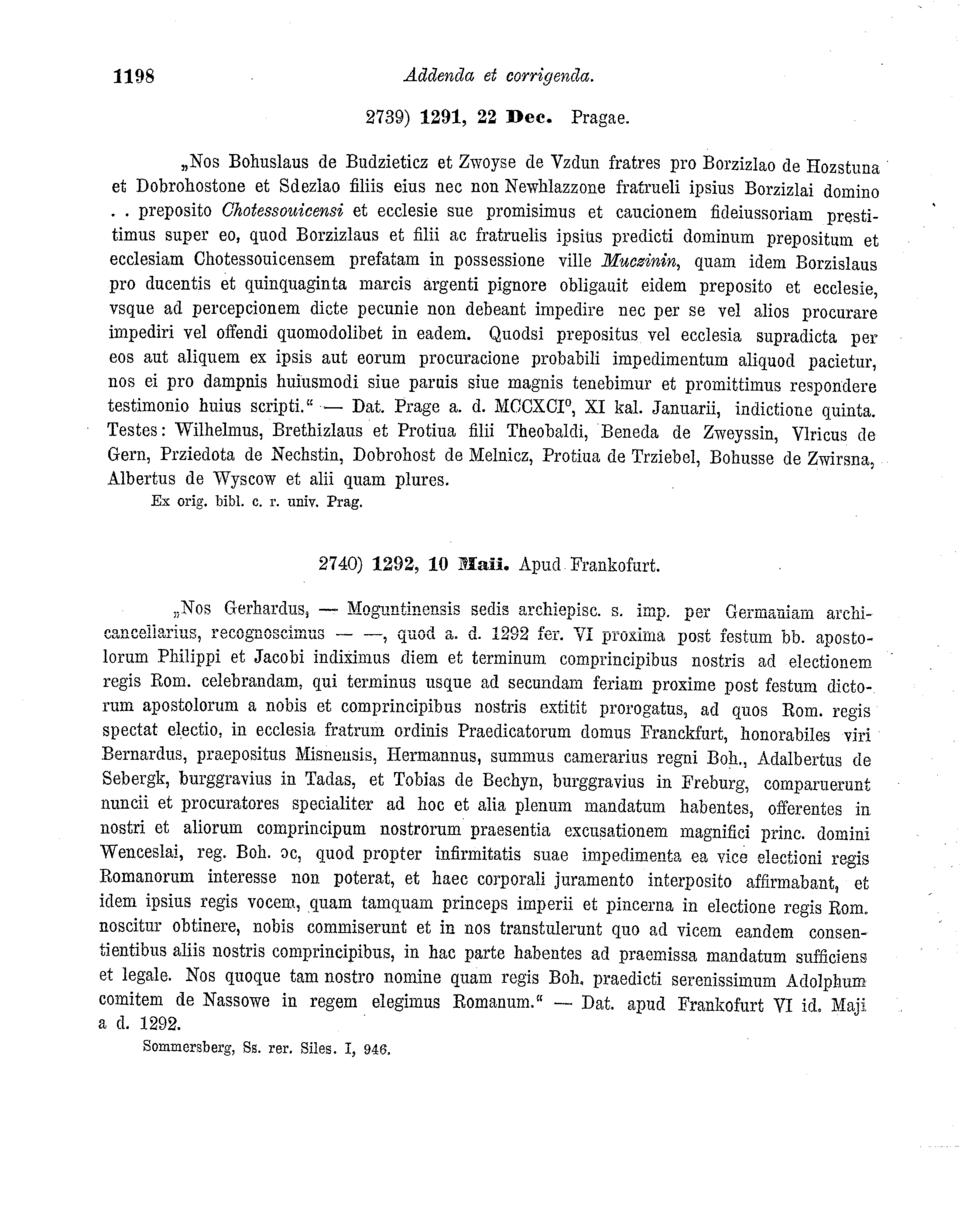 1198 Addenda et corrigenda.
2739) 1291, 22 Dec. Pragae.
„Nos Bohuslaus de Budzieticz et Zwoyse de Vzdun fratres pro Borzizlao de Hozstuna
et Dobrohostone et Sdezlao filiis eius nec non Newhlazzone fratrueli ipsius Borzizlai domino
. . preposito Chotessouicensi et ecclesie sue promisimus et caucionem fideiussoriam presti-
timus super eo, quod Borzizlaus et filii ac fratruelis ipsius predicti dominum prepositum et
ecclesiam Chotessouicensem prefatam in possessione ville Muczinin, quam idem Borzislaus
pro ducentis et quinquaginta marcis argenti pignore obligauit eidem preposito et ecclesie,
vsque ad percepcionem dicte pecunie non debeant impedire nec per se vel alios procurare
impediri vel offendi quomodolibet in eadem. Quodsi prepositus vel ecclesia supradicta per
eos aut aliquem ex ipsis aut eorum procuracione probabili impedimentum aliquod pacietur,
nos ei pro dampnis huiusmodi siue paruis siue magnis tenebimur et promittimus respondere
testimonio huius scripti.“ — Dat. Prage a. d. MCCXCI⁰, XI kal. Januarii, indictione quinta.
Testes: Wilhelmus, Brethizlaus et Protiua filii Theobaldi, Beneda de Zweyssin, Vlricus de
Gern, Prziedota de Nechstin, Dobrohost de Melnicz, Protiua de Trziebel, Bohusse de Zwirsna,
Albertus de Wyscow et alii quam plures.
Ex orig. bibl. c. r. univ. Prag.
2740) 1292, 10 Maii. Apud Frankofurt.
„Nos Gerhardus, — Moguntinensis sedis archiepisc. s. imp. per Germaniam archi-
cancellarius, recognoscimus — —, quod a. d. 1292 fer. VI proxima post festum bb. aposto-
lorum Philippi et Jacobi indiximus diem et terminum comprincipibus nostris ad electionem
regis Rom. celebrandam, qui terminus usque ad secundam feriam proxime post festum dicto-
rum apostolorum a nobis et comprincipibus nostris extitit prorogatus, ad quos Rom. regis
spectat electio, in ecclesia fratrum ordinis Praedicatorum domus Franckfurt, honorabiles viri
Bernardus, praepositus Misnensis, Hermannus, summus camerarius regni Boh., Adalbertus de
Sebergk, burggravius in Tadas, et Tobias de Bechyn, burggravius in Freburg, comparuerunt
nuncii et procuratores specialiter ad hoc et alia plenum mandatum habentes, offerentes in
nostri et aliorum comprincipum nostrorum praesentia excusationem magnifici princ. domini
Wenceslai, reg. Boh. ɔc, quod propter infirmitatis suae impedimenta ea vice electioni regis
Romanorum interesse non poterat, et haec corporali juramento interposito affirmabant, et
idem ipsius regis vocem, quam tamquam princeps imperii et pincerna in electione regis Rom.
noscitur obtinere, nobis commiserunt et in nos transtulerunt quo ad vicem eandem consen-
tientibus aliis nostris comprincipibus, in hac parte habentes ad praemissa mandatum sufficiens
et legale. Nos quoque tam nostro nomine quam regis Boh. praedicti serenissimum Adolphum
comitem de Nassowe in regem elegimus Romanum.“ — Dat. apud Frankofurt VI id. Maji
a d. 1292.
Sommersberg, Ss. rer. Siles. I, 946.